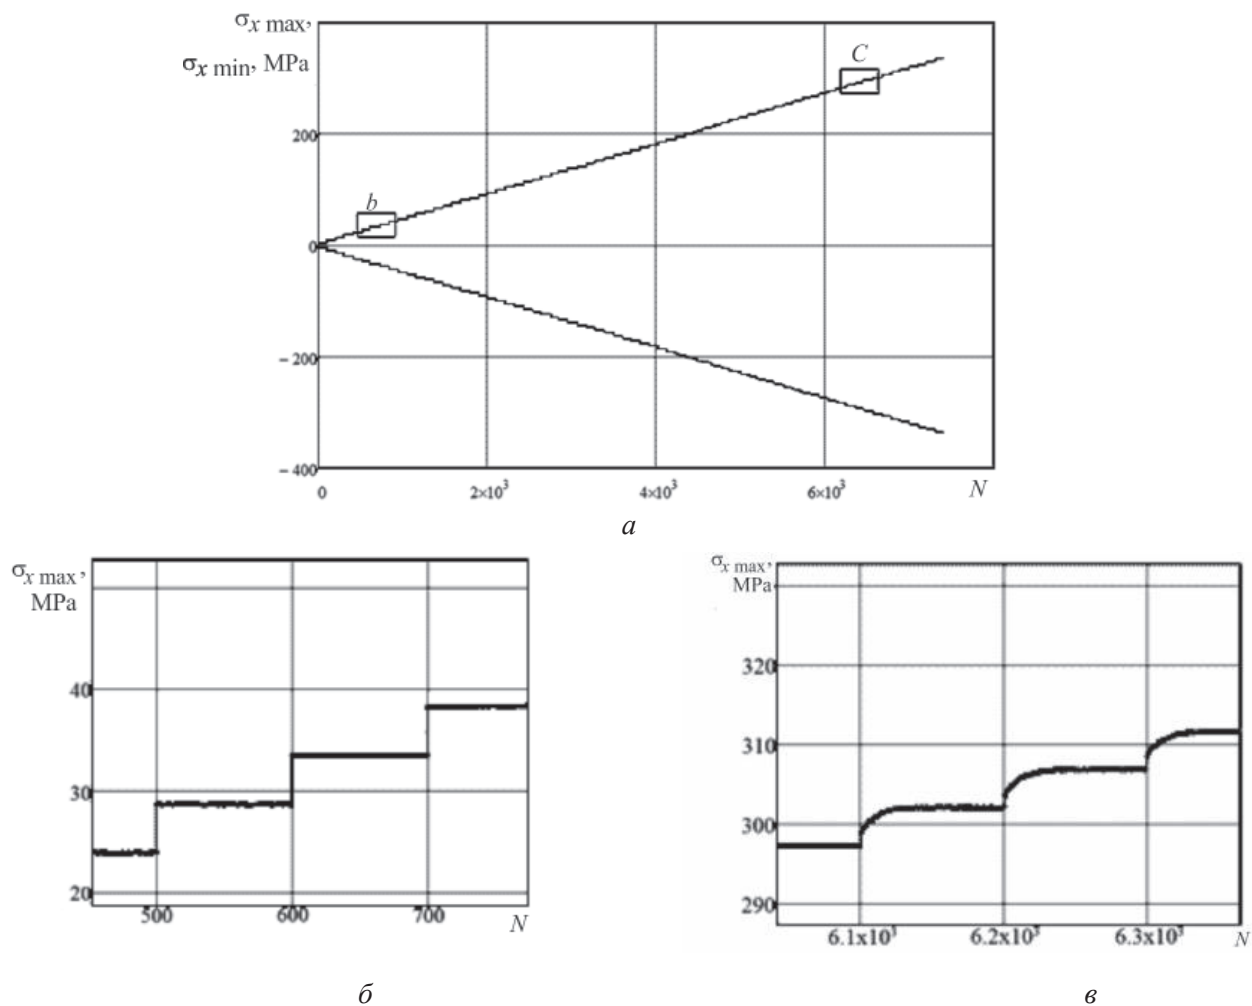 σx max,
σx min, MPa
C
200
b
0
− 200
− 400
0 2×10³ 4×10³ 6×10³ N
а
σx max,
MPa
40
30
20
500 600 700 N
б
σx max,
MPa
320
310
300
290
6.1x10³ 6.2x10³ 6.3x10³ N
в